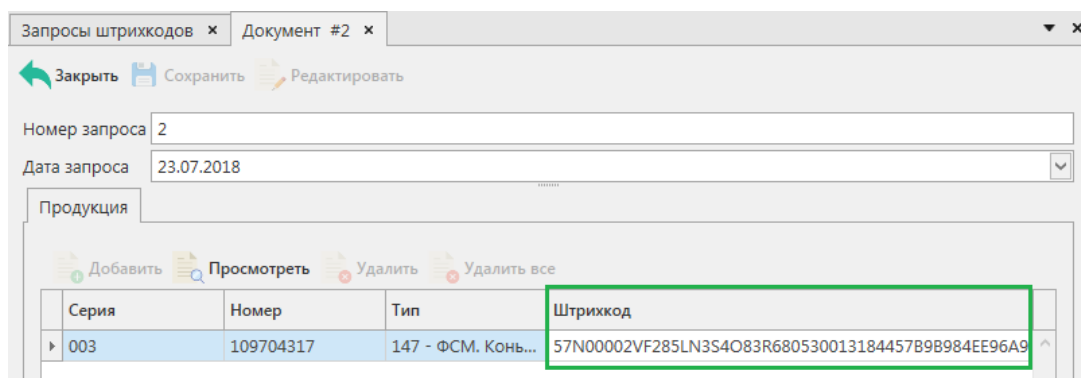 Запросы штрихкодов × Документ #2 ×
Закрыть Сохранить Редактировать
Номер запроса 2
Дата запроса 23.07.2018
Продукция
Добавить Просмотреть Удалить Удалить все
Серия Номер Тип Штрихкод
003 109704317 147 - ФСМ. Конь... 57N00002VF285LN3S4O83R680530013184457B9B984EE96A9